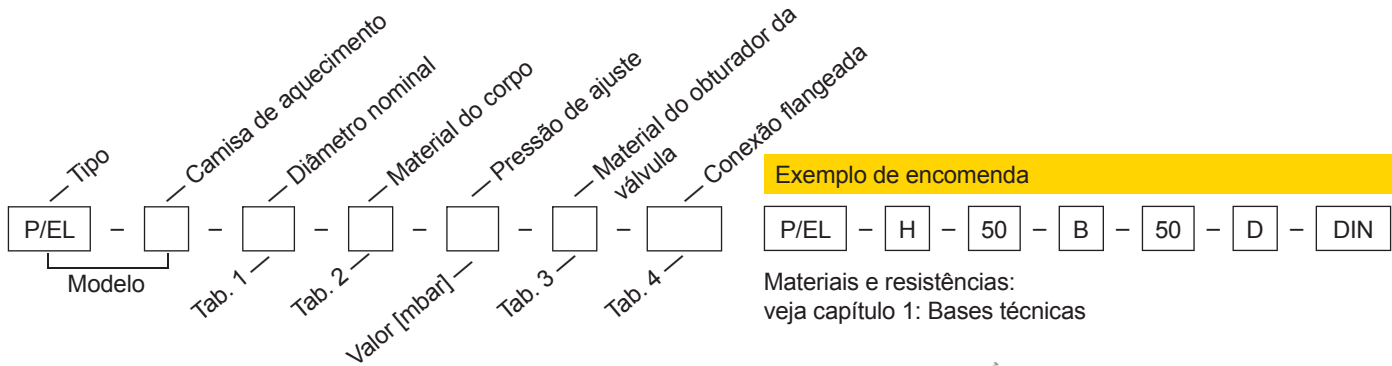 Tipo
Camisa de aquecimento
Diâmetro nominal
Material do corpo
Pressão de ajuste
Material do obturador da
válvula
Conexão flangeada
P/EL – – – – – –
Modelo
Tab. 1
Tab. 2
Valor [mbar]
Tab. 3
Tab. 4
Exemplo de encomenda
P/EL – H – 50 – B – 50 – D – DIN
Materiais e resistências:
veja capítulo 1: Bases técnicas